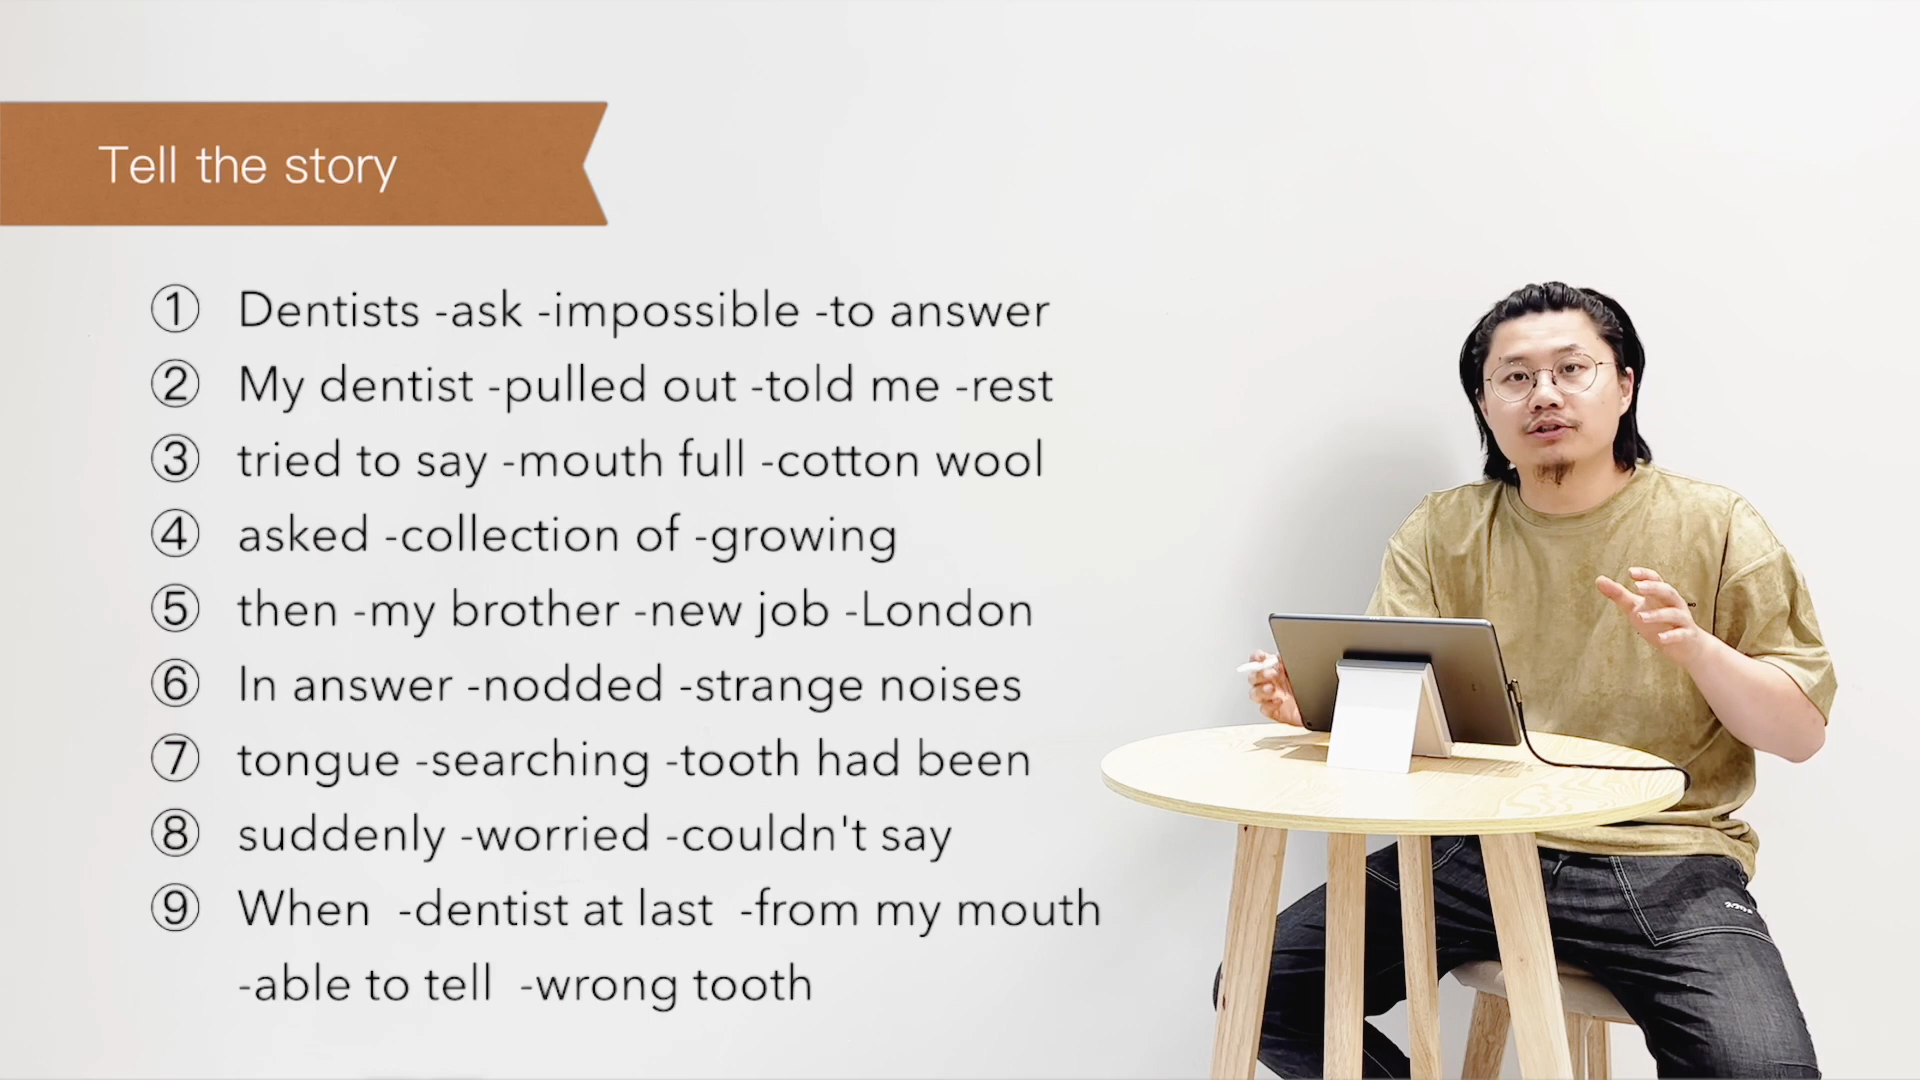 Tell the story
① Dentists -ask -impossible -to answer
② My dentist -pulled out -told me -rest
③ tried to say -mouth full -cotton wool
④ asked -collection of -growing
⑤ then -my brother -new job -London
⑥ In answer -nodded -strange noises
⑦ tongue -searching -tooth had been
⑧ suddenly -worried -couldn't say
⑨ When -dentist at last -from my mouth
-able to tell -wrong tooth